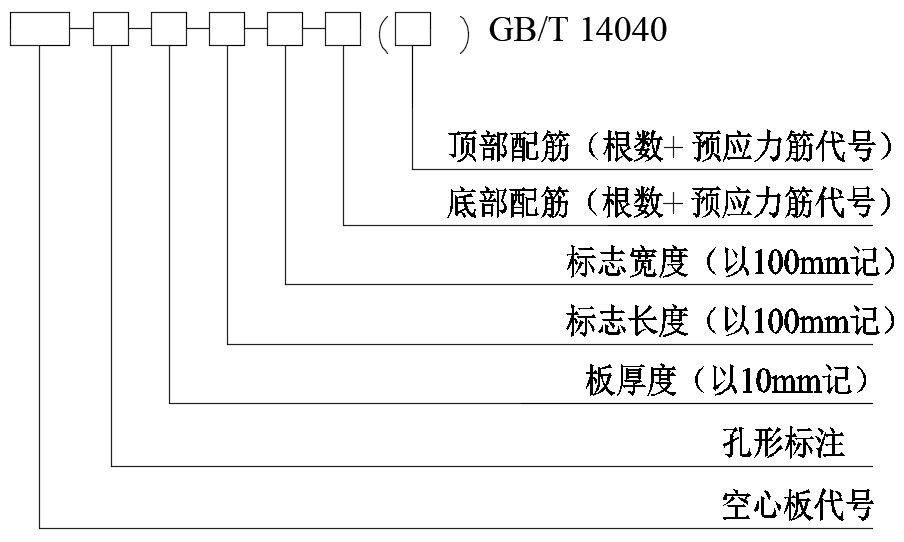 ( ) GB/T 14040
顶部配筋（根数+ 预应力筋代号）
底部配筋（根数+ 预应力筋代号）
标志宽度（以100mm记）
标志长度（以100mm记）
板厚度（以10mm记）
孔形标注
空心板代号